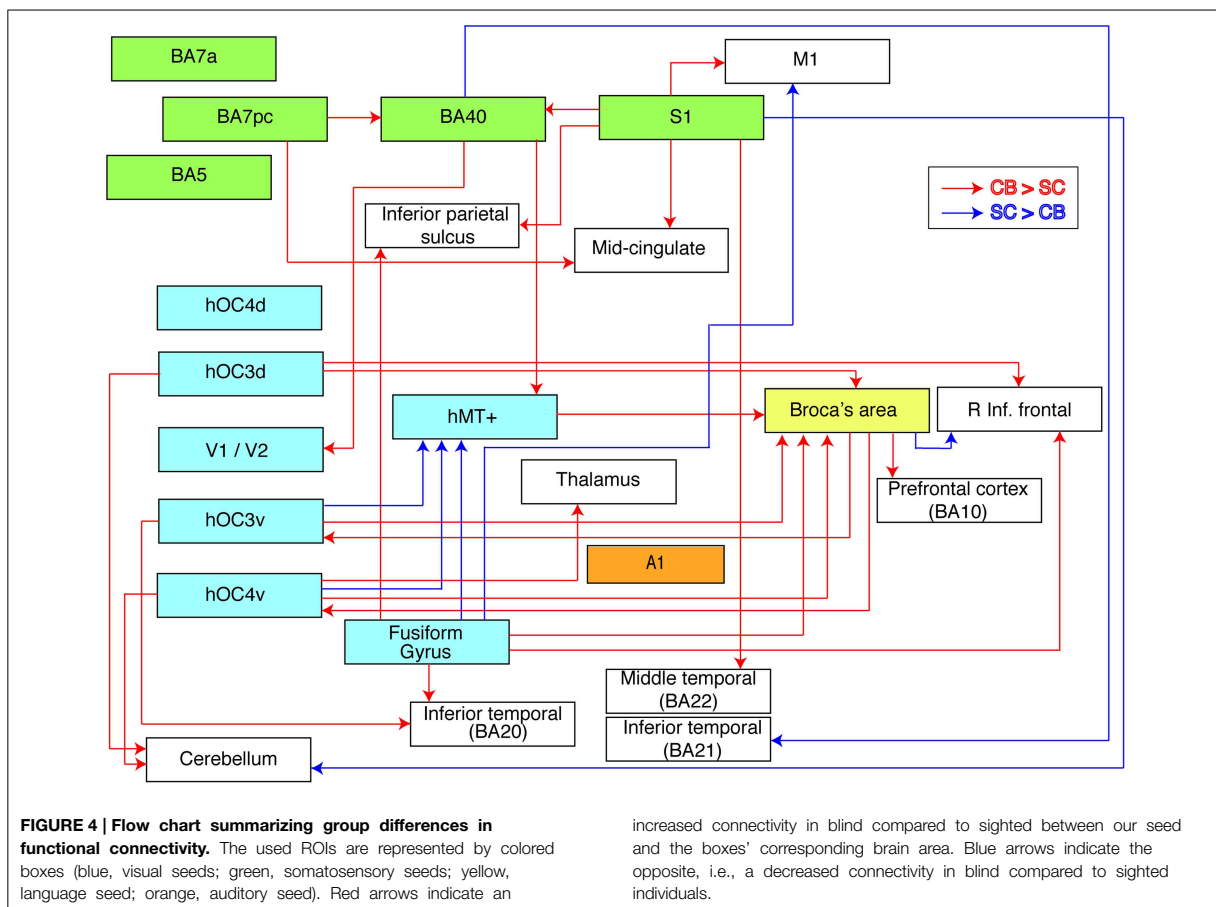 BA7a
M1
BA7pc
BA40
S1
BA5
CB > SC
SC > CB
Inferior parietal
sulcus
Mid-cingulate
hOC4d
hOC3d
hMT+
Broca's area
R Inf. frontal
V1 / V2
Thalamus
Prefrontal cortex
(BA10)
hOC3v
A1
hOC4v
Fusiform
Gyrus
Middle temporal
(BA22)
Inferior temporal
(BA20)
Inferior temporal
(BA21)
Cerebellum
FIGURE 4 | Flow chart summarizing group differences in
functional connectivity. The used ROIs are represented by colored
boxes (blue, visual seeds; green, somatosensory seeds; yellow,
language seed; orange, auditory seed). Red arrows indicate an
increased connectivity in blind compared to sighted between our seed
and the boxes' corresponding brain area. Blue arrows indicate the
opposite, i.e., a decreased connectivity in blind compared to sighted
individuals.